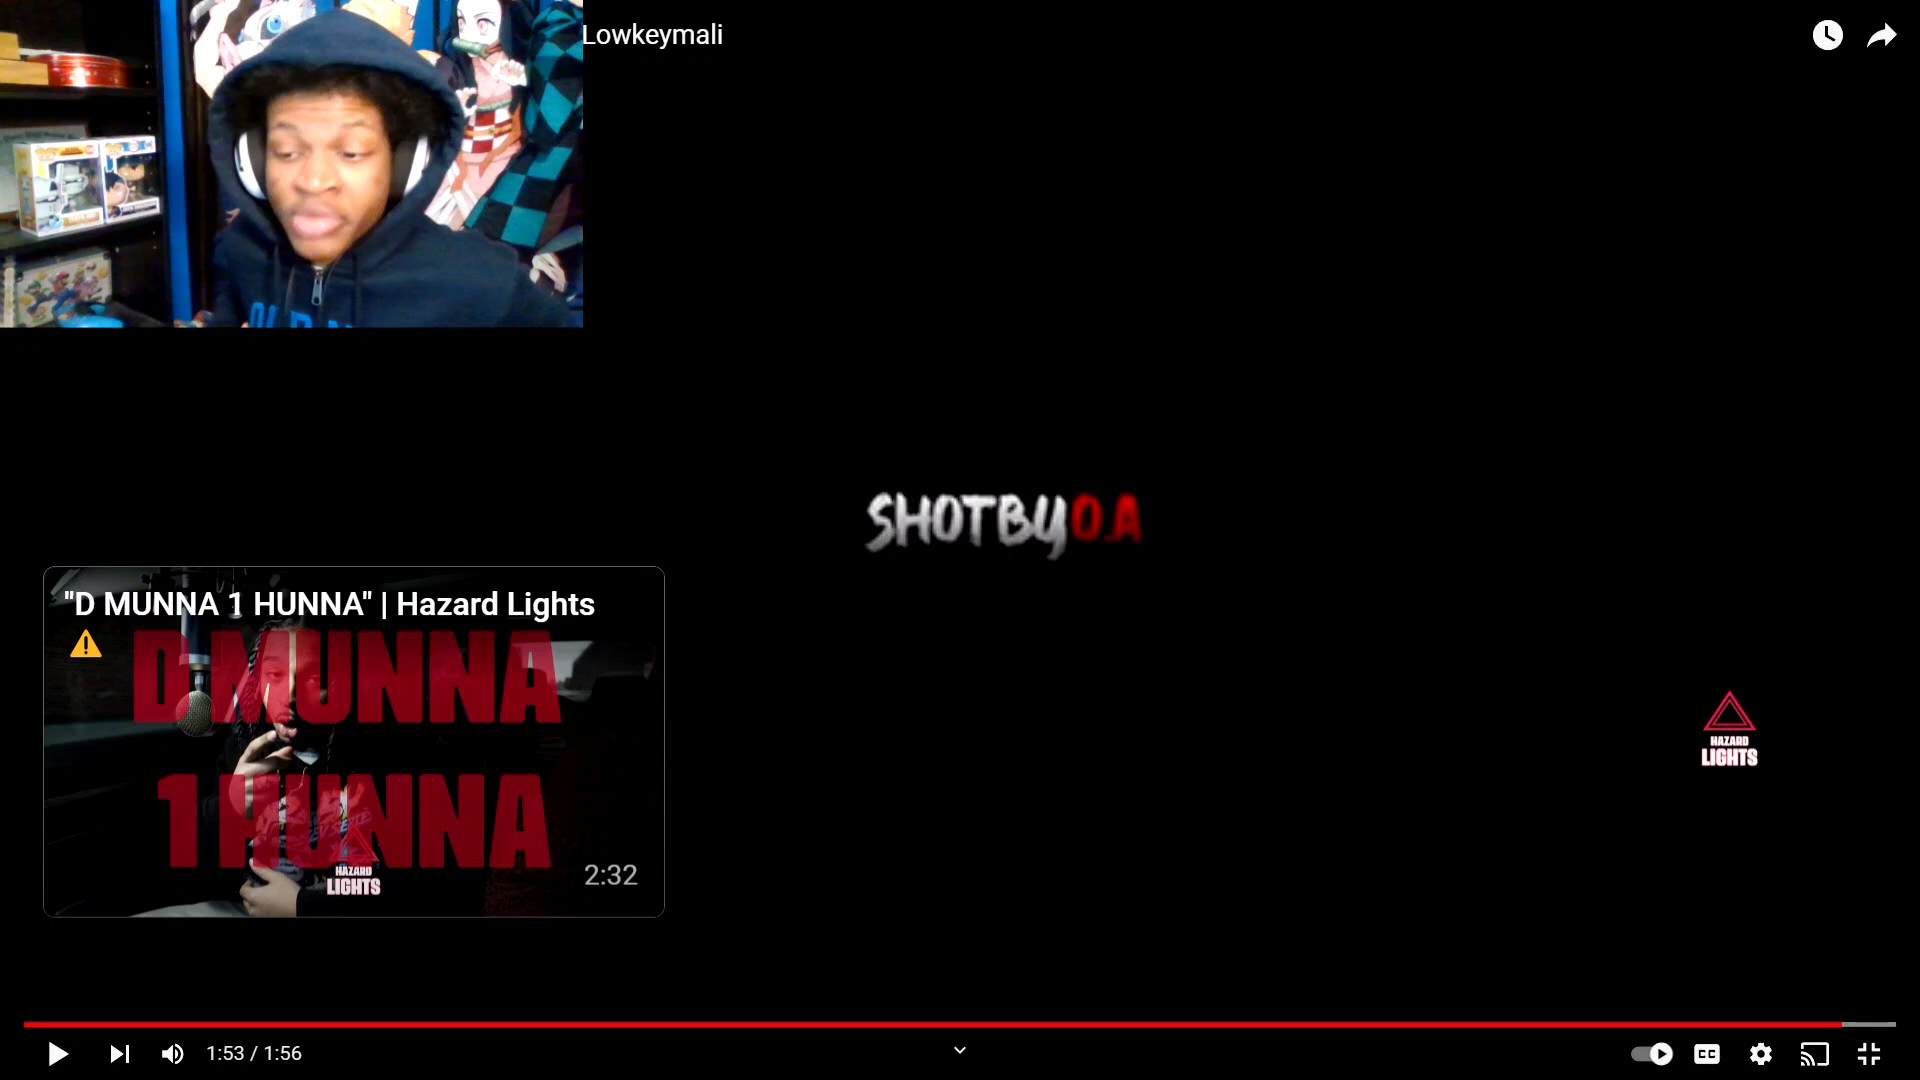 Lowkeymali
SHOTBYO.A
"D MUNNA 1 HUNNA" | Hazard Lights
⚠
D MUNNA
1 HUNNA
HAZARD
LIGHTS
2:32
HAZARD
LIGHTS
1:53 / 1:56
CC